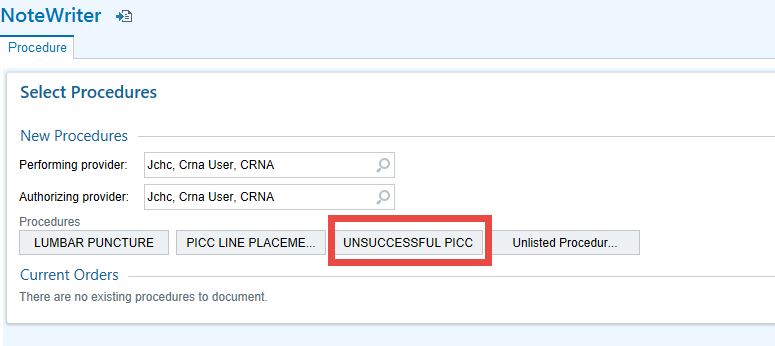 NoteWriter
Procedure
Select Procedures
New Procedures
Performing provider: Jchc, Crna User, CRNA
Authorizing provider: Jchc, Crna User, CRNA
Procedures
LUMBAR PUNCTURE PICC LINE PLACEME... UNSUCCESSFUL PICC Unlisted Procedur...
Current Orders
There are no existing procedures to document.